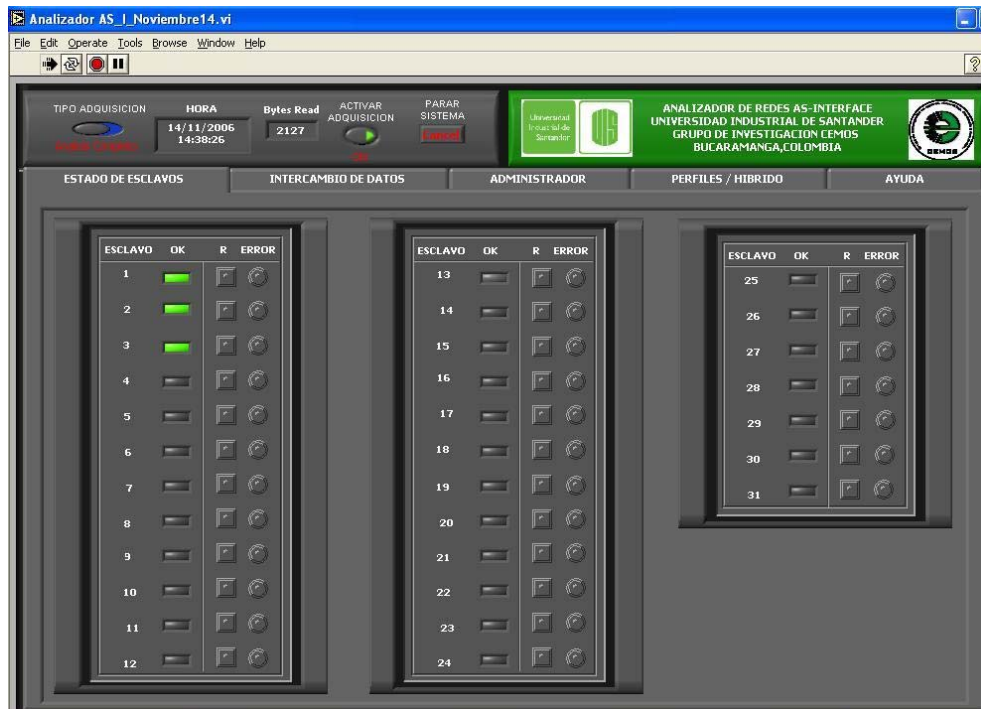 Analizador AS_I_Noviembre14.vi
File Edit Operate Tools Browse Window Help
TIPO ADQUISICION
HORA
14/11/2006
14:38:26
Bytes Read
2127
ACTIVAR
ADQUISICION
PARAR
SISTEMA
Cancel
Universidad
Industrial de
Santander
ANALIZADOR DE REDES AS-INTERFACE
UNIVERSIDAD INDUSTRIAL DE SANTANDER
GRUPO DE INVESTIGACION CEMOS
BUCARAMANGA,COLOMBIA
CEMOS
ESTADO DE ESCLAVOS INTERCAMBIO DE DATOS ADMINISTRADOR PERFILES / HIBRIDO AYUDA
ESCLAVO OK R ERROR
1
2
3
4
5
6
7
8
9
10
11
12
ESCLAVO OK R ERROR
13
14
15
16
17
18
19
20
21
22
23
24
ESCLAVO OK R ERROR
25
26
27
28
29
30
31